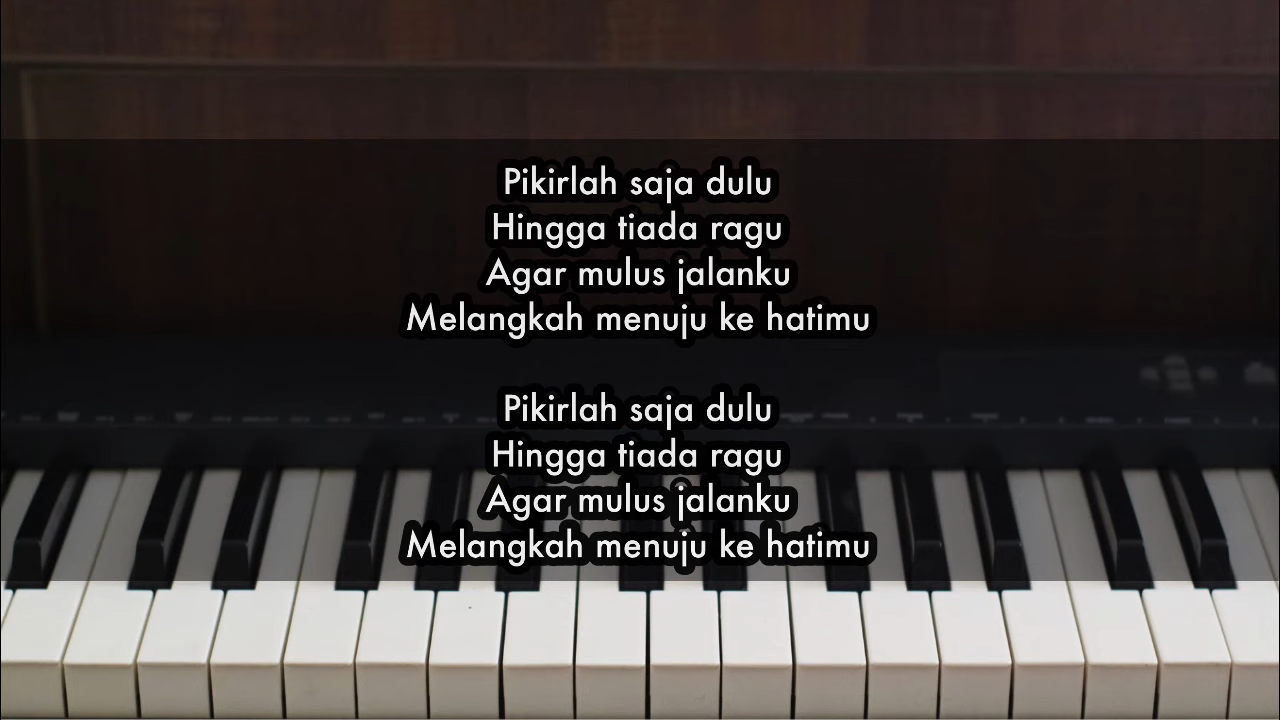 Pikirlah saja dulu
Hingga tiada ragu
Agar mulus jalanku
Melangkah menuju ke hatimu
Pikirlah saja dulu
Hingga tiada ragu
Agar mulus jalanku
Melangkah menuju ke hatimu